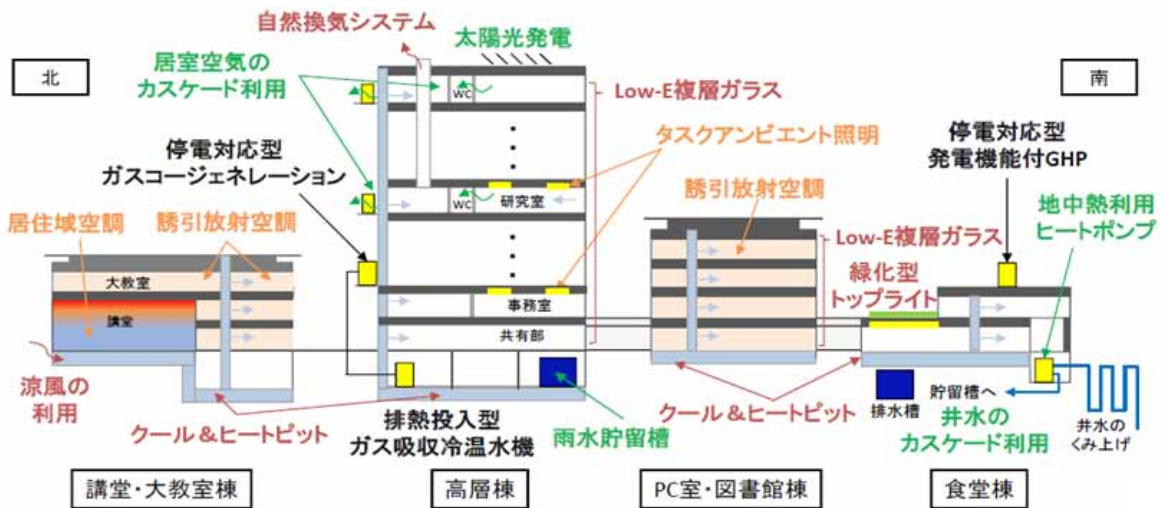 自然換気システム
太陽光発電
北
居室空気の
カスケード利用
WC
Low-E複層ガラス
南
停電対応型
ガスコージェネレーション
タスクアンビエント照明
停電対応型
発電機能付GHP
居住域空調
誘引放射空調
WC
研究室
誘引放射空調
地中熱利用
ヒートポンプ
Low-E複層ガラス
大教室
緑化型
トップライト
講堂
事務室
共有部
涼風の
利用
クール&ヒートピット
排熱投入型
ガス吸収冷温水機
雨水貯留槽
クール&ヒートピット
排水槽
貯留槽へ
井水の
カスケード利用
井水の
くみ上げ
講堂・大教室棟
高層棟
PC室・図書館棟
食堂棟